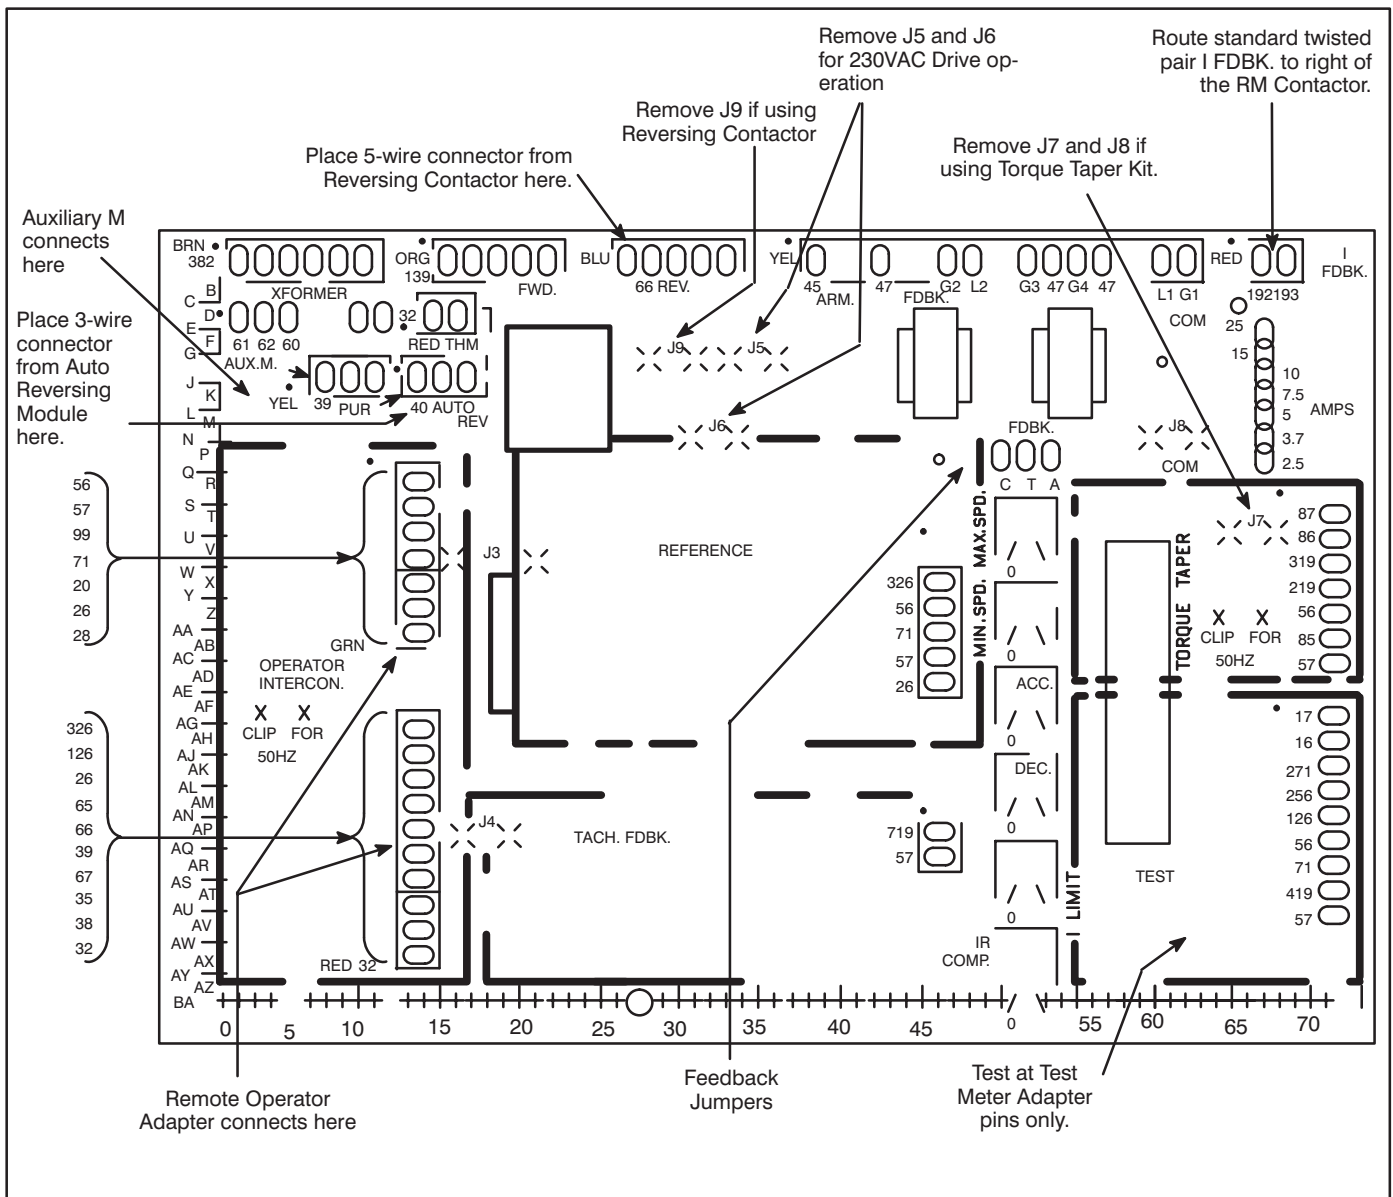 Remove J5 and J6
for 230VAC Drive op-
eration
Route standard twisted
pair I FDBK. to right of
the RM Contactor.
Remove J9 if using
Reversing Contactor
Remove J7 and J8 if
using Torque Taper Kit.
Place 5-wire connector from
Reversing Contactor here.
Auxiliary M
connects
here
Place 3-wire
connector
from Auto
Reversing
Module
here.
BRN
382
XFORMER
ORG
139
FWD.
BLU
66 REV.
YEL
45
ARM.
47
G2 L2
FDBK.
G3 47 G4 47
L1 G1
COM
RED
192193
I
FDBK.
B
C
D
E
F
G
J
K
L
M
N
P
Q
R
S
T
U
V
W
X
Y
Z
AA
AB
AC
AD
AE
AF
AG
AH
AJ
AK
AL
AM
AN
AP
AQ
AR
AS
AT
AU
AV
AW
AX
AY
AZ
BA
61 62 60
AUX.M.
32
RED THM
YEL
39 PUR
40 AUTO
REV
J9
J5
J6
J8
COM
J7
25
15
10
7.5
5
3.7
2.5
AMPS
FDBK.
C T A
56
57
99
71
20
26
28
GRN
OPERATOR
INTERCON.
X X
CLIP FOR
50HZ
J3
REFERENCE
326
56
71
57
26
MIN.SPD. MAX.SPD.
0
0
ACC.
0
DEC.
0
0
I LIMIT
IR
COMP.
0
TORQUE TAPER
87
86
319
219
56
85
57
X X
CLIP FOR
50HZ
17
16
271
256
126
56
71
419
57
TEST
326
126
26
65
66
39
67
35
38
32
RED 32
J4
TACH. FDBK.
719
57
0 5 10 15 20 25 30 35 45 55 60 65 70
Remote Operator
Adapter connects here
Feedback
Jumpers
Test at Test
Meter Adapter
pins only.